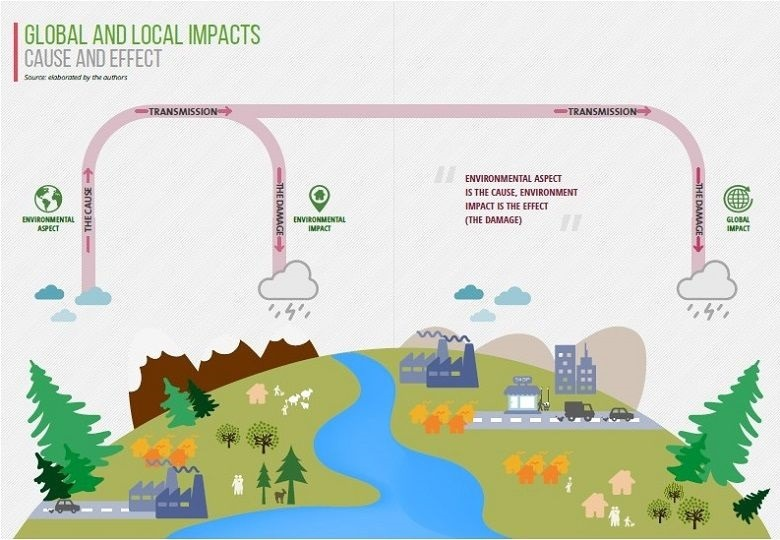 GLOBAL AND LOCAL IMPACTS
CAUSE AND EFFECT
Source: elaborated by the authors
TRANSMISSION
TRANSMISSION
ENVIRONMENTAL
ASPECT
THE CAUSE
THE DAMAGE
ENVIRONMENTAL
IMPACT
“ ENVIRONMENTAL ASPECT
IS THE CAUSE, ENVIRONMENT
IMPACT IS THE EFFECT
(THE DAMAGE) ”
THE DAMAGE
GLOBAL
IMPACT
SHOP